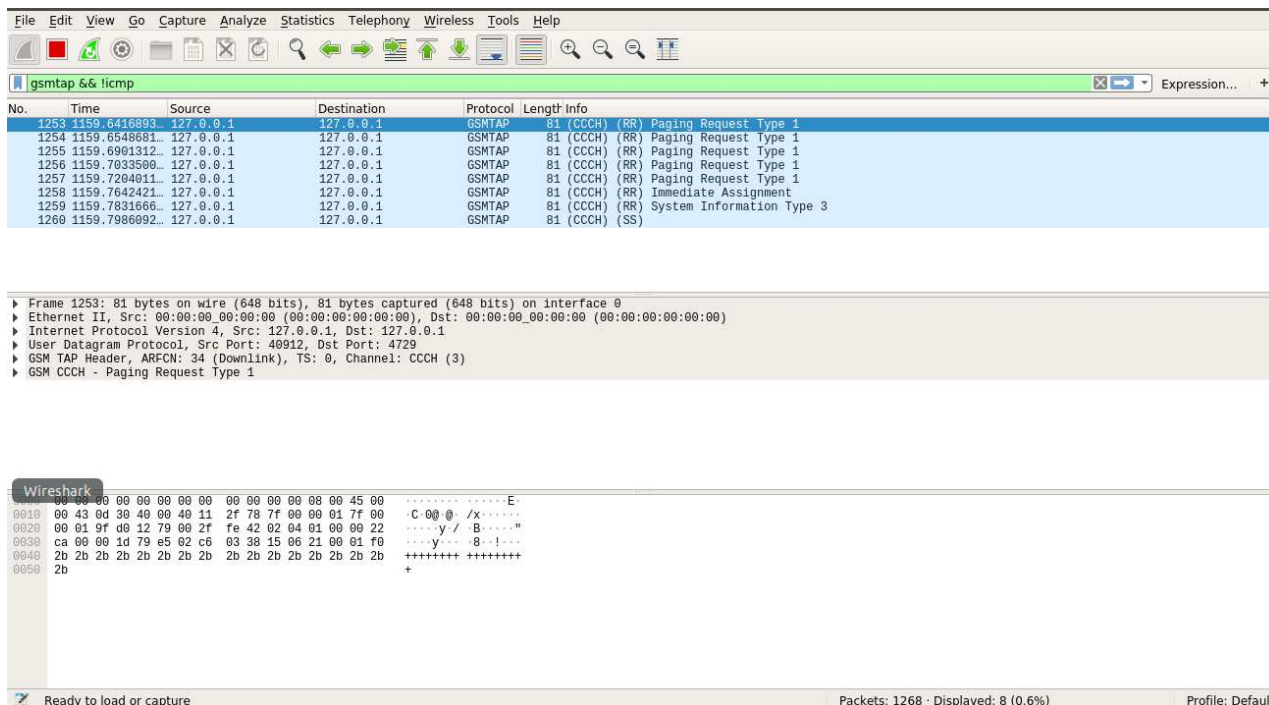 File Edit View Go Capture Analyze Statistics Telephony Wireless Tools Help
gsmtap && !icmp Expression... +
No. Time Source Destination Protocol Length Info
1253 1159.6416893… 127.0.0.1 127.0.0.1 GSMTAP 81 (CCCH) (RR) Paging Request Type 1
1254 1159.6548681… 127.0.0.1 127.0.0.1 GSMTAP 81 (CCCH) (RR) Paging Request Type 1
1255 1159.6901312… 127.0.0.1 127.0.0.1 GSMTAP 81 (CCCH) (RR) Paging Request Type 1
1256 1159.7033500… 127.0.0.1 127.0.0.1 GSMTAP 81 (CCCH) (RR) Paging Request Type 1
1257 1159.7204011… 127.0.0.1 127.0.0.1 GSMTAP 81 (CCCH) (RR) Paging Request Type 1
1258 1159.7642421… 127.0.0.1 127.0.0.1 GSMTAP 81 (CCCH) (RR) Immediate Assignment
1259 1159.7831666… 127.0.0.1 127.0.0.1 GSMTAP 81 (CCCH) (RR) System Information Type 3
1260 1159.7986092… 127.0.0.1 127.0.0.1 GSMTAP 81 (CCCH) (SS)
Frame 1253: 81 bytes on wire (648 bits), 81 bytes captured (648 bits) on interface 0
Ethernet II, Src: 00:00:00_00:00:00 (00:00:00:00:00:00), Dst: 00:00:00_00:00:00 (00:00:00:00:00:00)
Internet Protocol Version 4, Src: 127.0.0.1, Dst: 127.0.0.1
User Datagram Protocol, Src Port: 40912, Dst Port: 4729
GSM TAP Header, ARFCN: 34 (Downlink), TS: 0, Channel: CCCH (3)
GSM CCCH - Paging Request Type 1
Wireshark
00 00 00 00 00 00 00 00 00 00 00 00 08 00 45 00 ········ ······E·
0010 00 43 0d 30 40 00 40 11 2f 78 7f 00 00 01 7f 00 ·C·0@·@· /x······
0020 00 01 9f d0 12 79 00 2f fe 42 02 04 01 00 00 22 ·····y·/ ·B·····"
0030 ca 00 00 1d 79 e5 02 c6 03 38 15 06 21 00 01 f0 ····y··· ·8··!···
0040 2b 2b 2b 2b 2b 2b 2b 2b 2b 2b 2b 2b 2b 2b 2b 2b ++++++++ ++++++++
0050 2b +
Ready to load or capture Packets: 1268 · Displayed: 8 (0.6%) Profile: Defaul